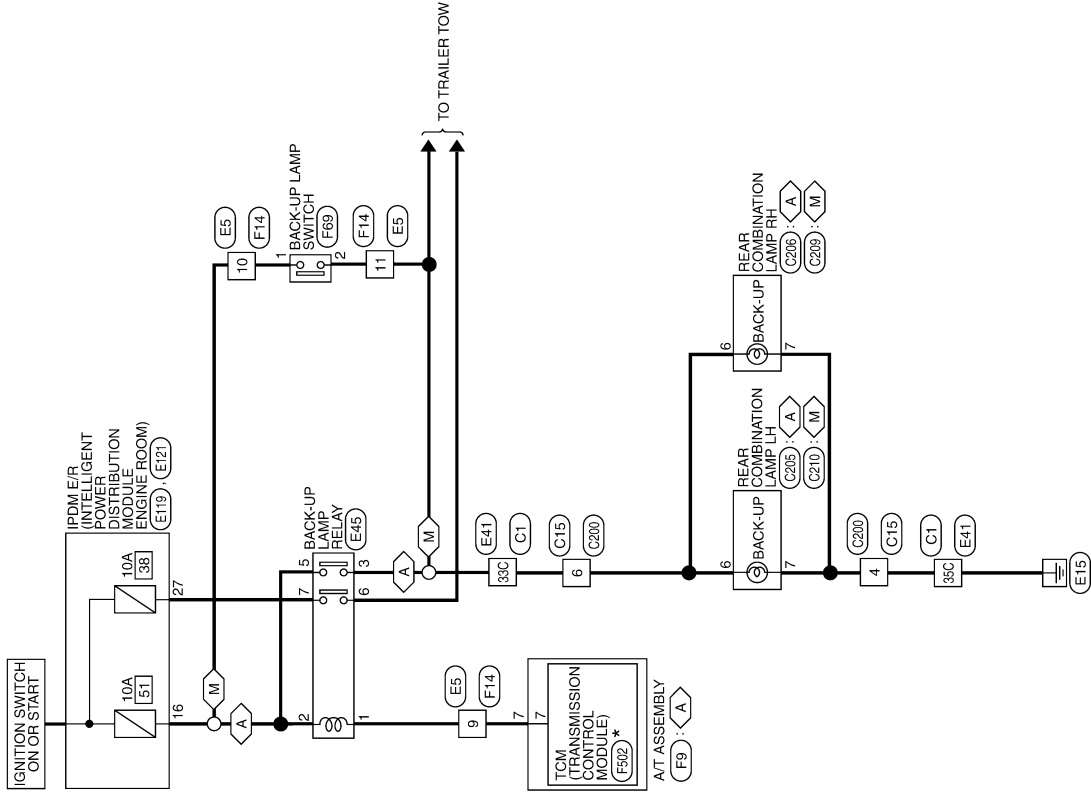 IGNITION SWITCH
ON OR START
IPDM E/R
(INTELLIGENT
POWER
DISTRIBUTION
MODULE
ENGINE ROOM)
E119 , E121
10A
51
10A
38
16
27
M
A
2
7
5
BACK-UP
LAMP
RELAY
E45
1
6
3
A
M
10
E5
F14
1
BACK-UP LAMP
SWITCH
F69
2
11
F14
E5
TO TRAILER TOW
9
E5
F14
7
7
TCM
(TRANSMISSION
CONTROL
MODULE)
F502 *
A/T ASSEMBLY
F9 : A
33C
E41
C1
6
C15
C200
6
BACK-UP
7
REAR
COMBINATION
LAMP LH
C205 : A
C210 : M
6
BACK-UP
7
REAR
COMBINATION
LAMP RH
C206 : A
C209 : M
4
C200
C15
35C
C1
E41
E15